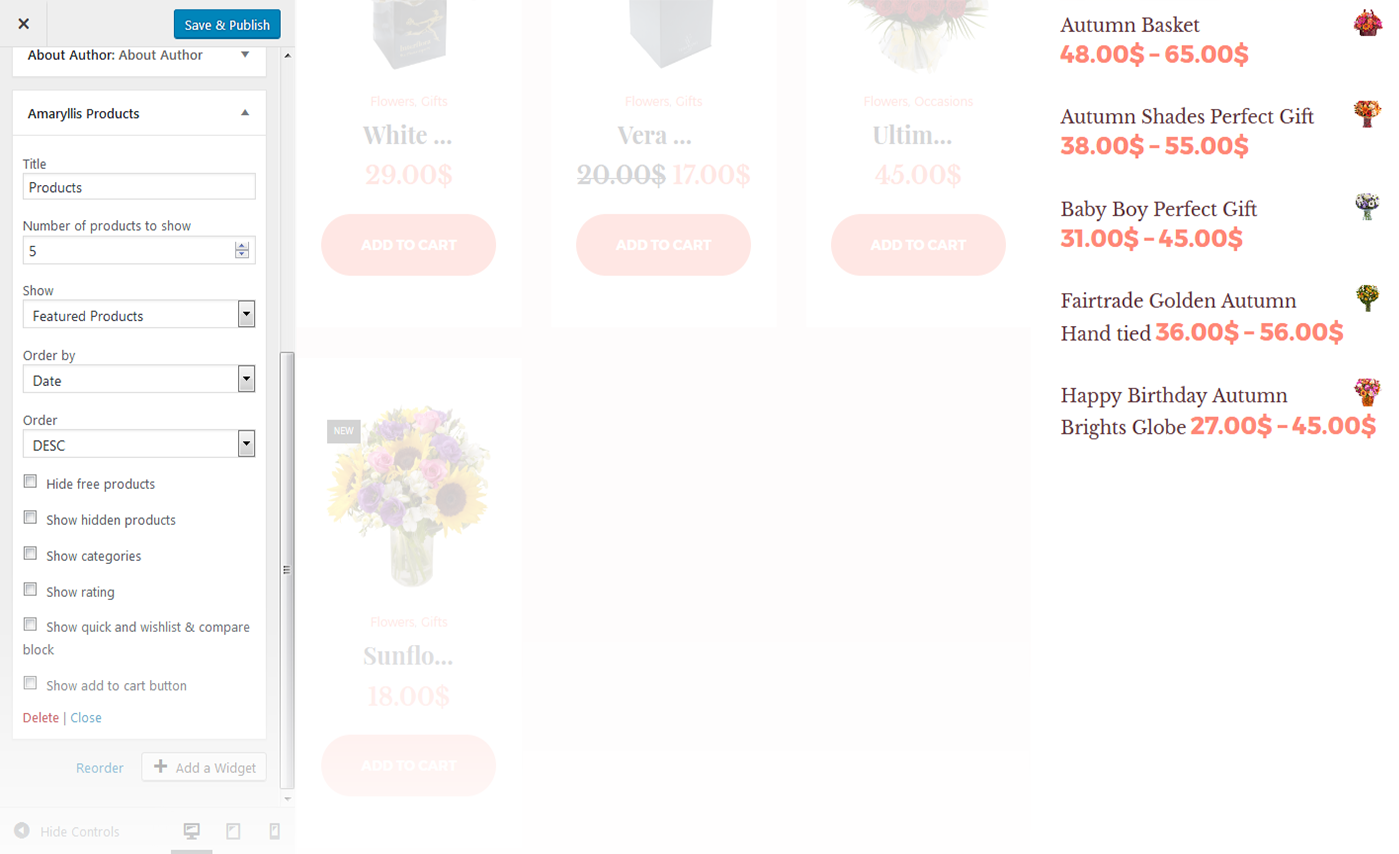 Save & Publish
About Author: About Author
Amaryllis Products
Title
Products
Number of products to show
5
Show
Featured Products
Order by
Date
Order
DESC
Hide free products
Show hidden products
Show categories
Show rating
Show quick and wishlist & compare
block
Show add to cart button
Delete | Close
Reorder
Add a Widget
Hide Controls
Flowers, Gifts
White ...
29.00$
ADD TO CART
Flowers, Gifts
Vera ...
20.00$ 17.00$
ADD TO CART
Flowers, Occasions
Ultim...
45.00$
ADD TO CART
NEW
Flowers, Gifts
Sunflo...
18.00$
ADD TO CART
Autumn Basket
48.00$ – 65.00$
Autumn Shades Perfect Gift
38.00$ – 55.00$
Baby Boy Perfect Gift
31.00$ – 45.00$
Fairtrade Golden Autumn
Hand tied 36.00$ – 56.00$
Happy Birthday Autumn
Brights Globe 27.00$ – 45.00$